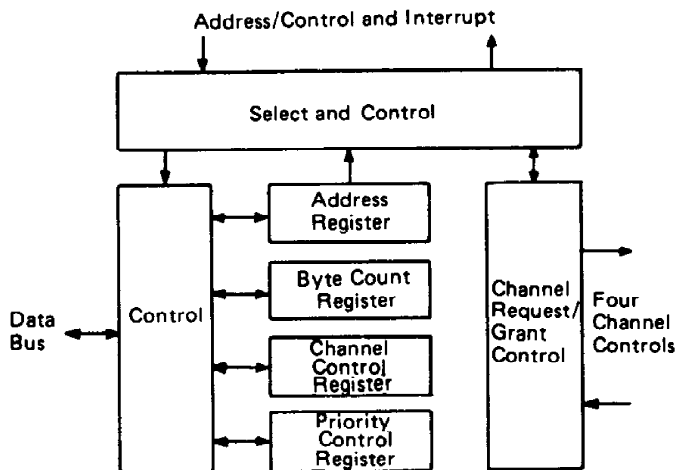 Address/Control and Interrupt
Select and Control
Address
Register
Byte Count
Register
Channel
Control
Register
Priority
Control
Register
Data
Bus
Control
Channel
Request/
Grant
Control
Four
Channel
Controls